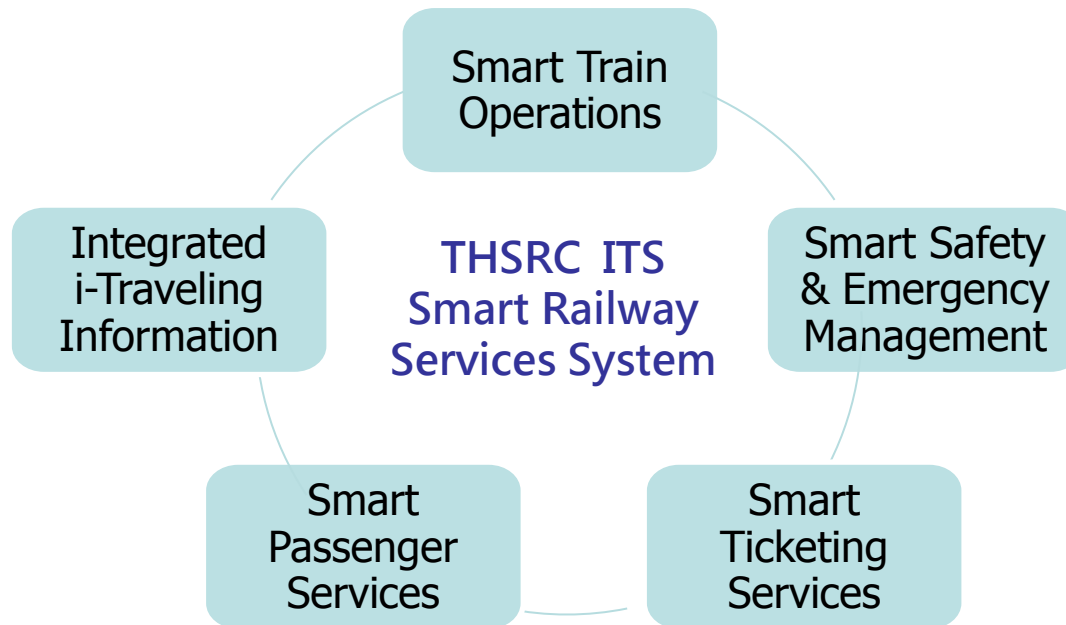 Smart Train
Operations
Integrated
i-Traveling
Information
THSRC ITS
Smart Railway
Services System
Smart Safety
& Emergency
Management
Smart
Passenger
Services
Smart
Ticketing
Services